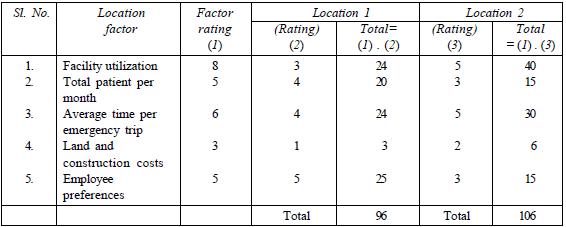 Sl. No. Location Factor Location 1 Location 2
factor rating (Rating) Total= (Rating) Total
(1) (2) (1) . (2) (3) = (1) . (3)
1. Facility utilization 8 3 24 5 40
2. Total patient per 5 4 20 3 15
month
3. Average time per 6 4 24 5 30
emergency trip
4. Land and 3 1 3 2 6
construction costs
5. Employee 5 5 25 3 15
preferences
Total 96 Total 106